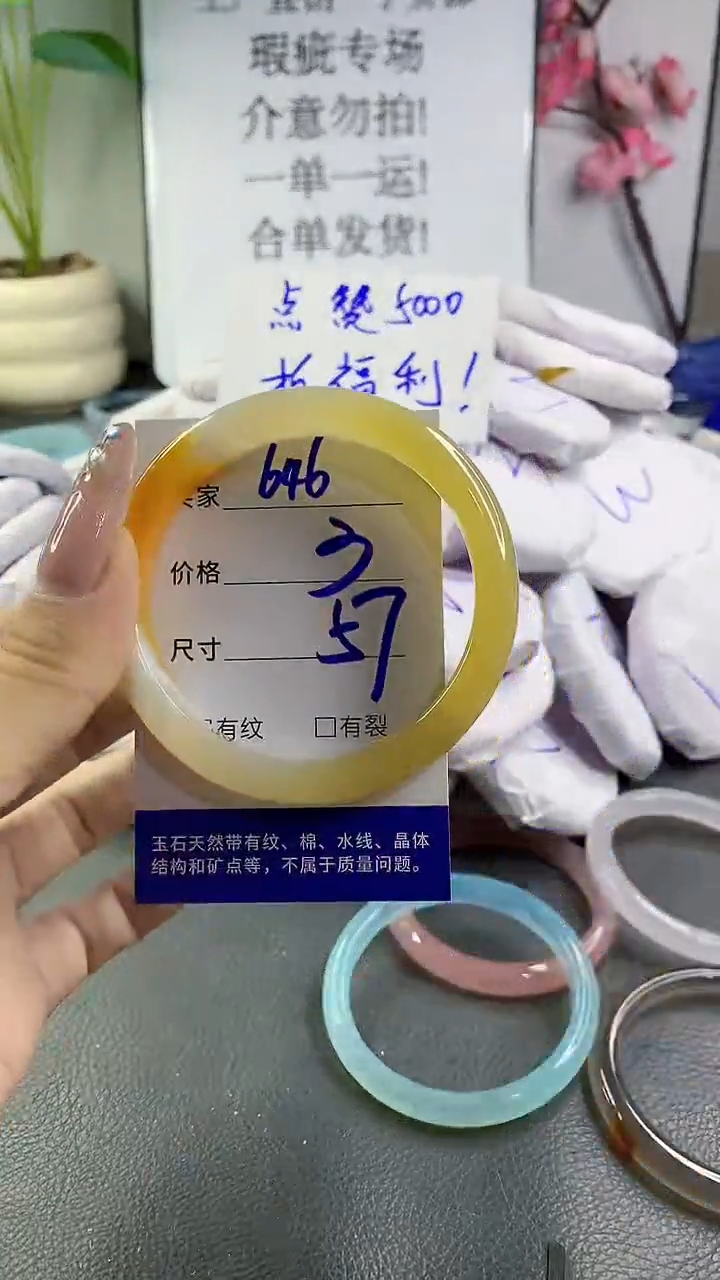 瑕疵专场
介意勿拍!
一单一运!
合单发货!
点赞5000
拆福利!
家 646
价格
尺寸 57
有纹 □有裂
玉石天然带有纹、棉、水线、晶体
结构和矿点等，不属于质量问题。